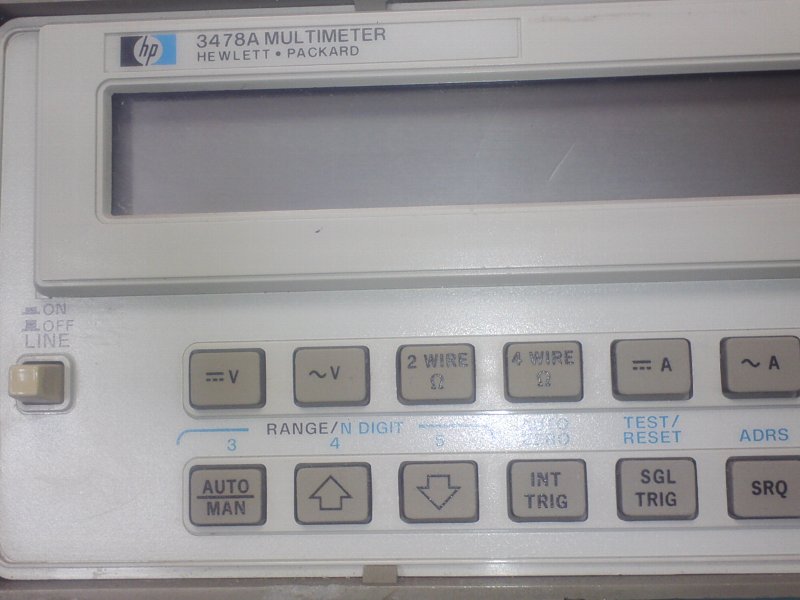 hp
3478A MULTIMETER
HEWLETT • PACKARD
ON
OFF
LINE
⎓V
~V
2 WIRE
Ω
4 WIRE
Ω
⎓ A
~ A
RANGE/N DIGIT
3
4
5
AUTO
ZERO
TEST/
RESET
ADRS
AUTO
MAN
INT
TRIG
SGL
TRIG
SRQ